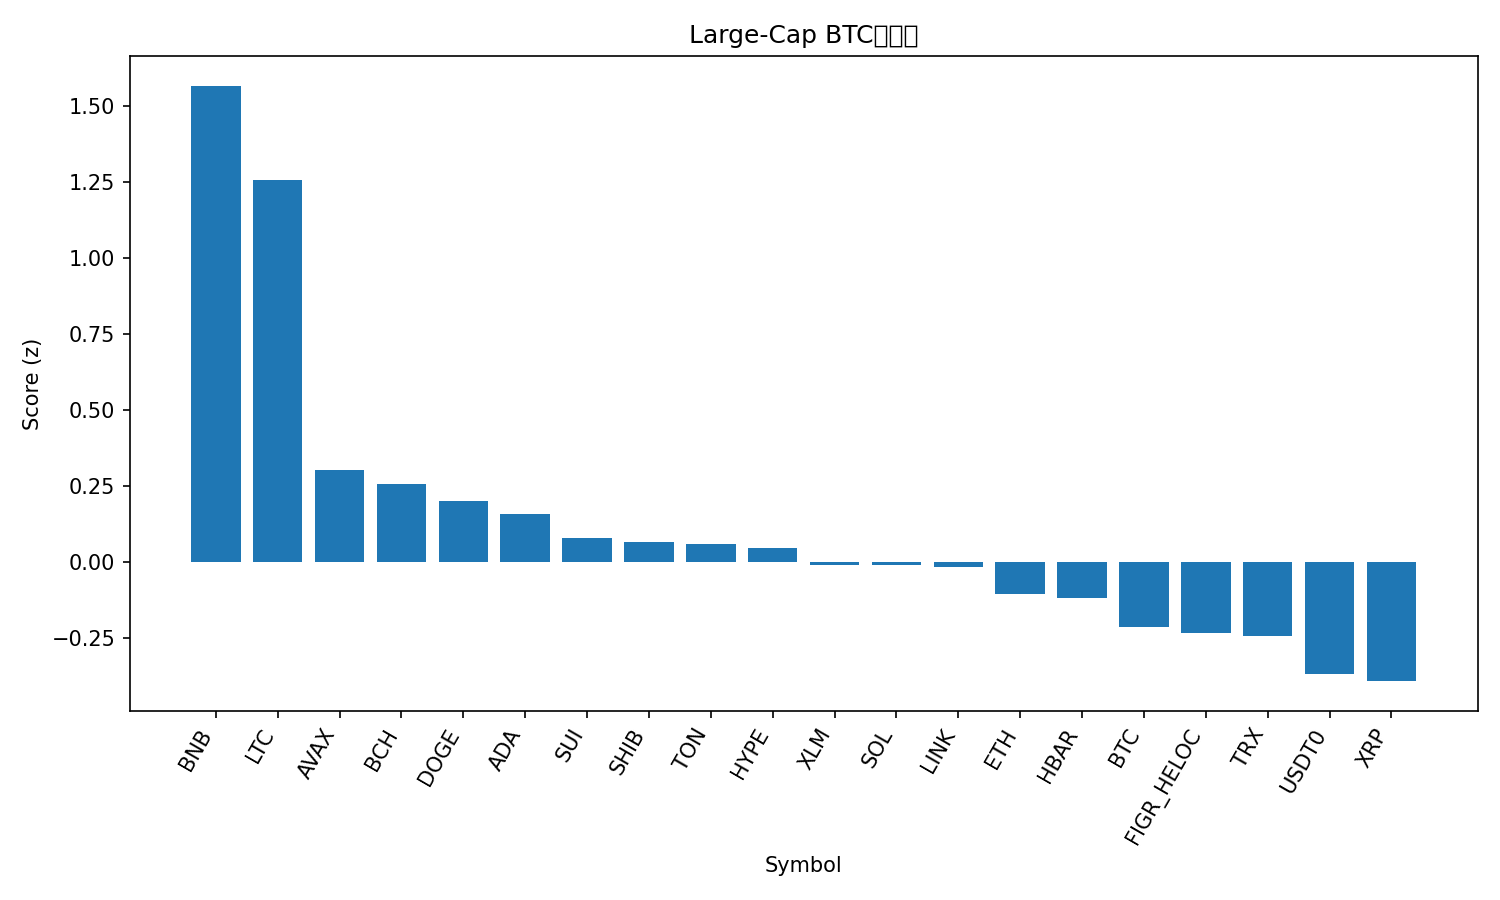 Large-Cap BTC
Score (z)
1.50
1.25
1.00
0.75
0.50
0.25
0.00
−0.25
BNB
LTC
AVAX
BCH
DOGE
ADA
SUI
SHIB
TON
HYPE
XLM
SOL
LINK
ETH
HBAR
BTC
FIGR_HELOC
TRX
USDT0
XRP
Symbol